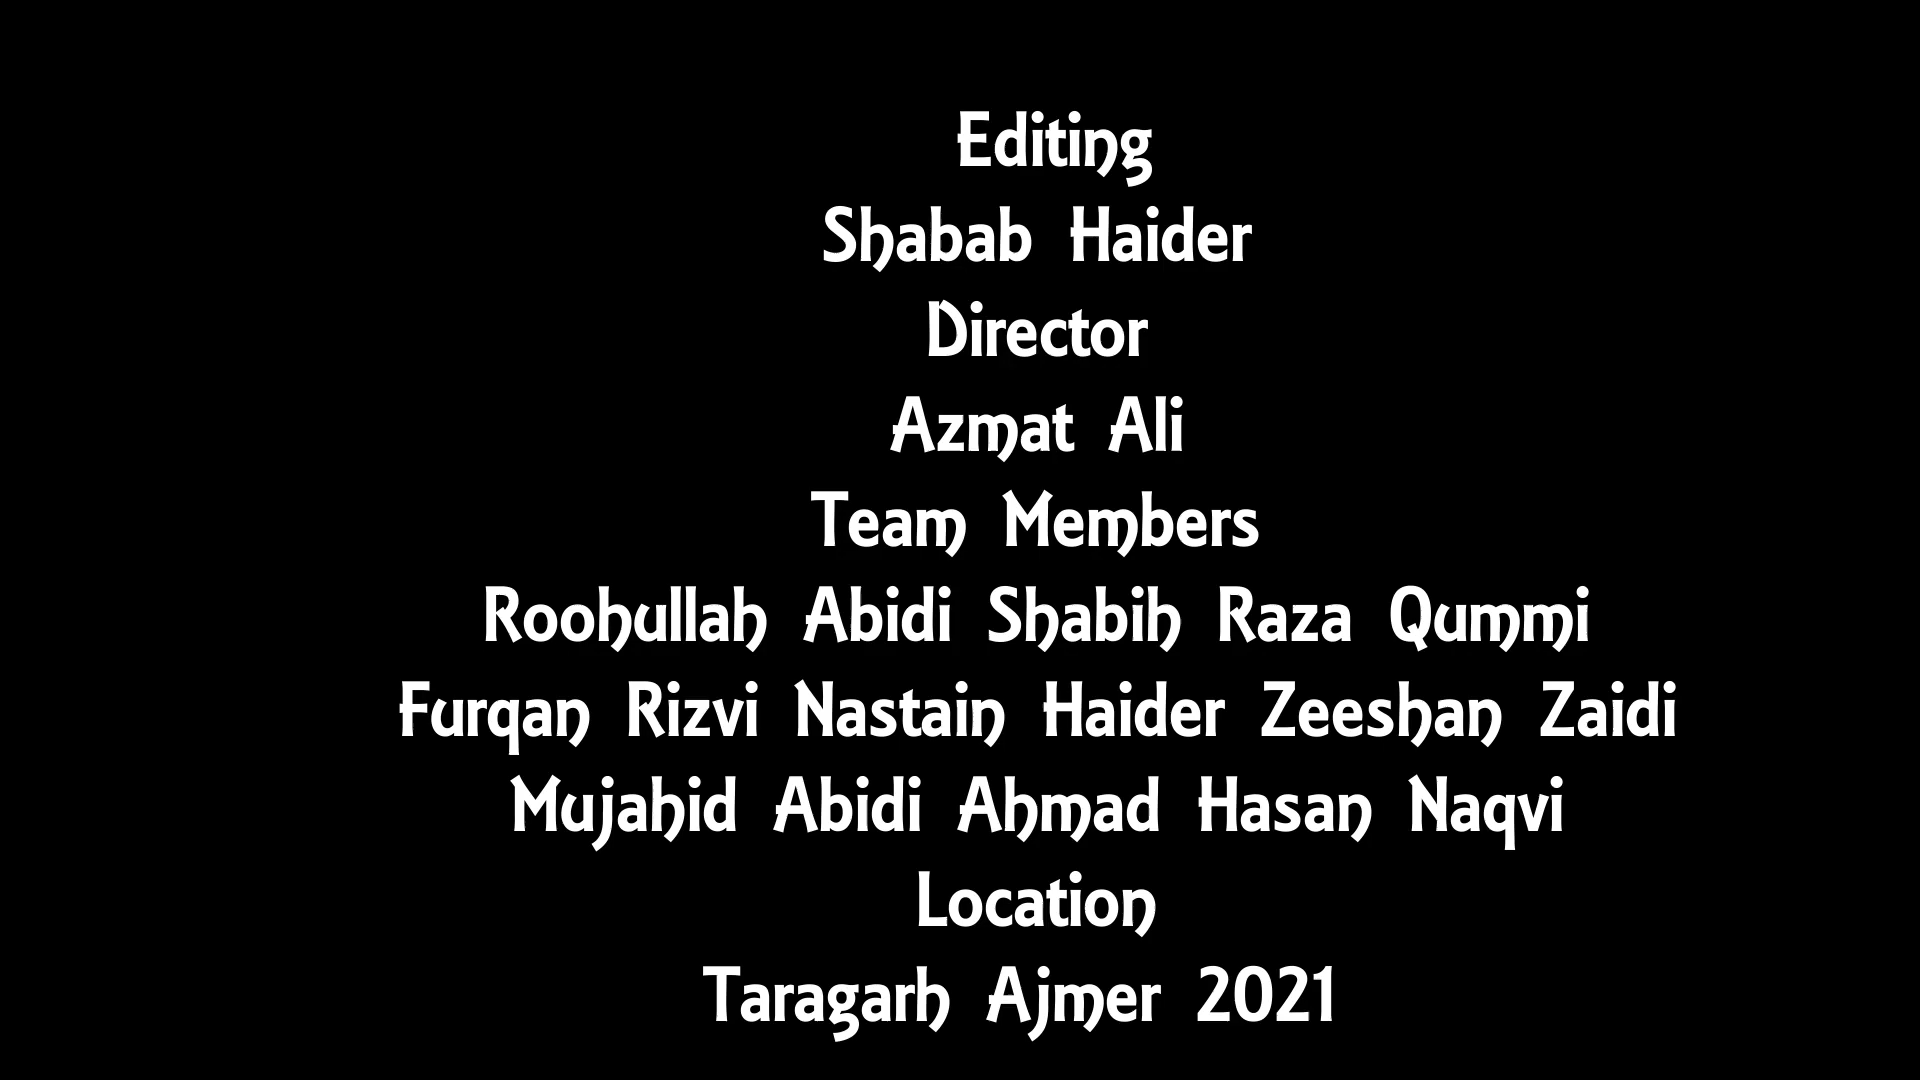 Editing
Shabab Haider
Director
Azmat Ali
Team Members
Roohullah Abidi Shabih Raza Qummi
Furqan Rizvi Nastain Haider Zeeshan Zaidi
Mujahid Abidi Ahmad Hasan Naqvi
Location
Taragarh Ajmer 2021